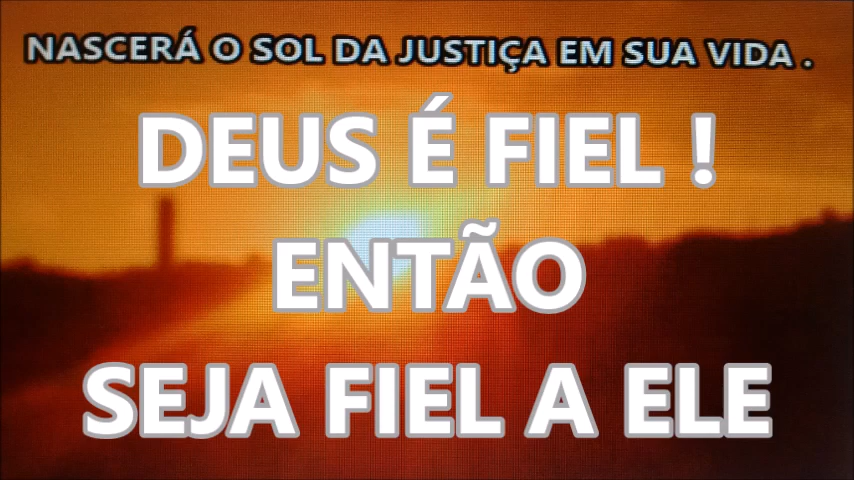 NASCERÁ O SOL DA JUSTIÇA EM SUA VIDA .
DEUS É FIEL !
ENTÃO
SEJA FIEL A ELE